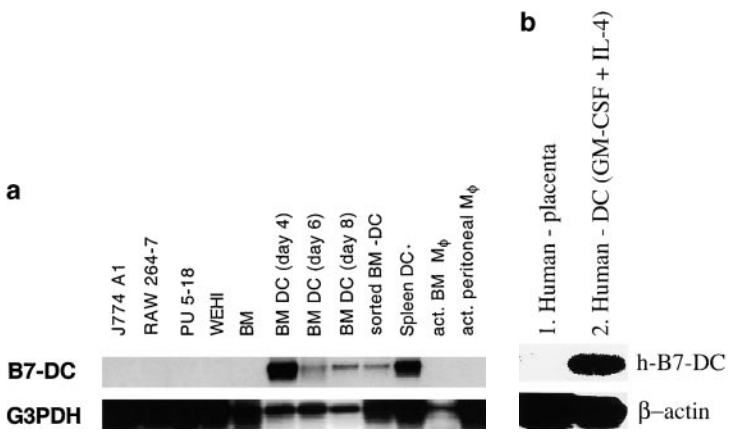 a
J774 A1
RAW 264-7
PU 5-18
WEHI
BM
BM DC (day 4)
BM DC (day 6)
BM DC (day 8)
sorted BM -DC
Spleen DC.
act. BM Mϕ
act. peritoneal Mϕ
B7-DC
G3PDH
b
1. Human - placenta
2. Human - DC (GM-CSF + IL-4)
h-B7-DC
β–actin